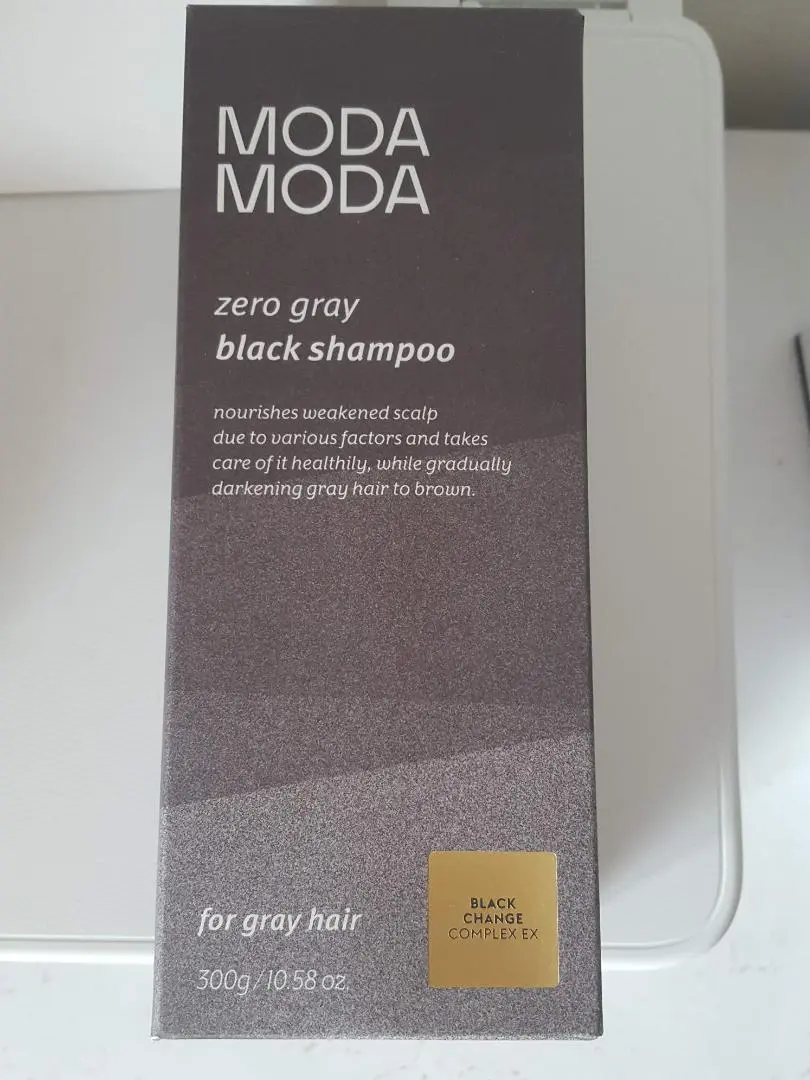 MODA
MODA
zero gray
black shampoo
nourishes weakened scalp
due to various factors and takes
care of it healthily, while gradually
darkening gray hair to brown.
for gray hair
300g/10.58 oz.
BLACK
CHANGE
COMPLEX EX